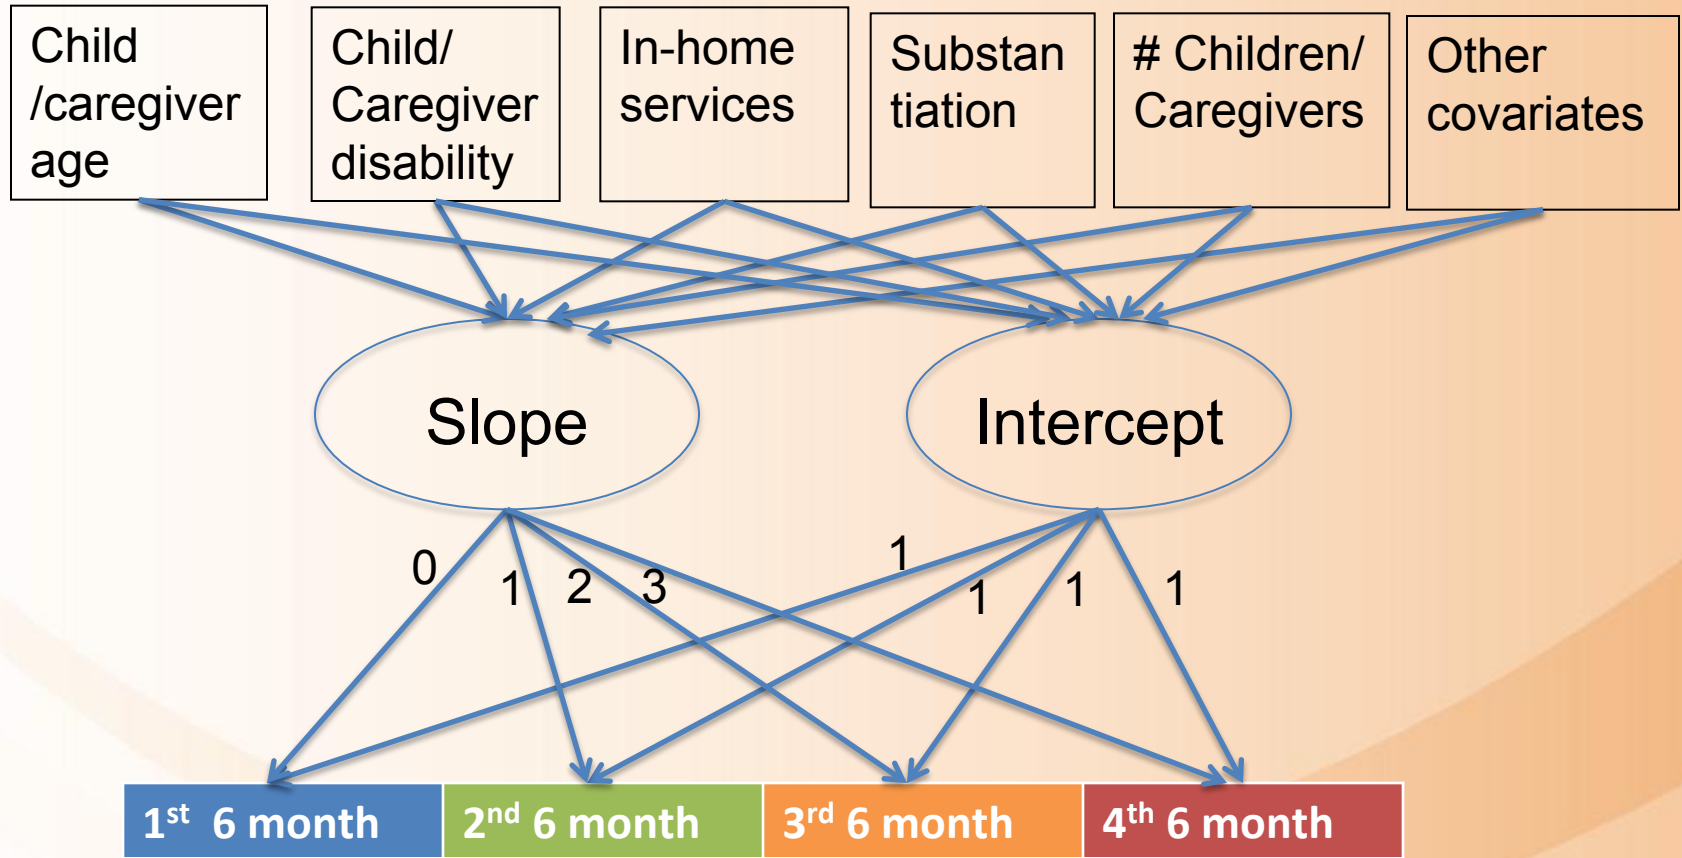 Child
/caregiver
age
Child/
Caregiver
disability
In-home
services
Substan
tiation
# Children/
Caregivers
Other
covariates
Slope
Intercept
0
1
2
3
1
1
1
1
1st 6 month
2nd 6 month
3rd 6 month
4th 6 month